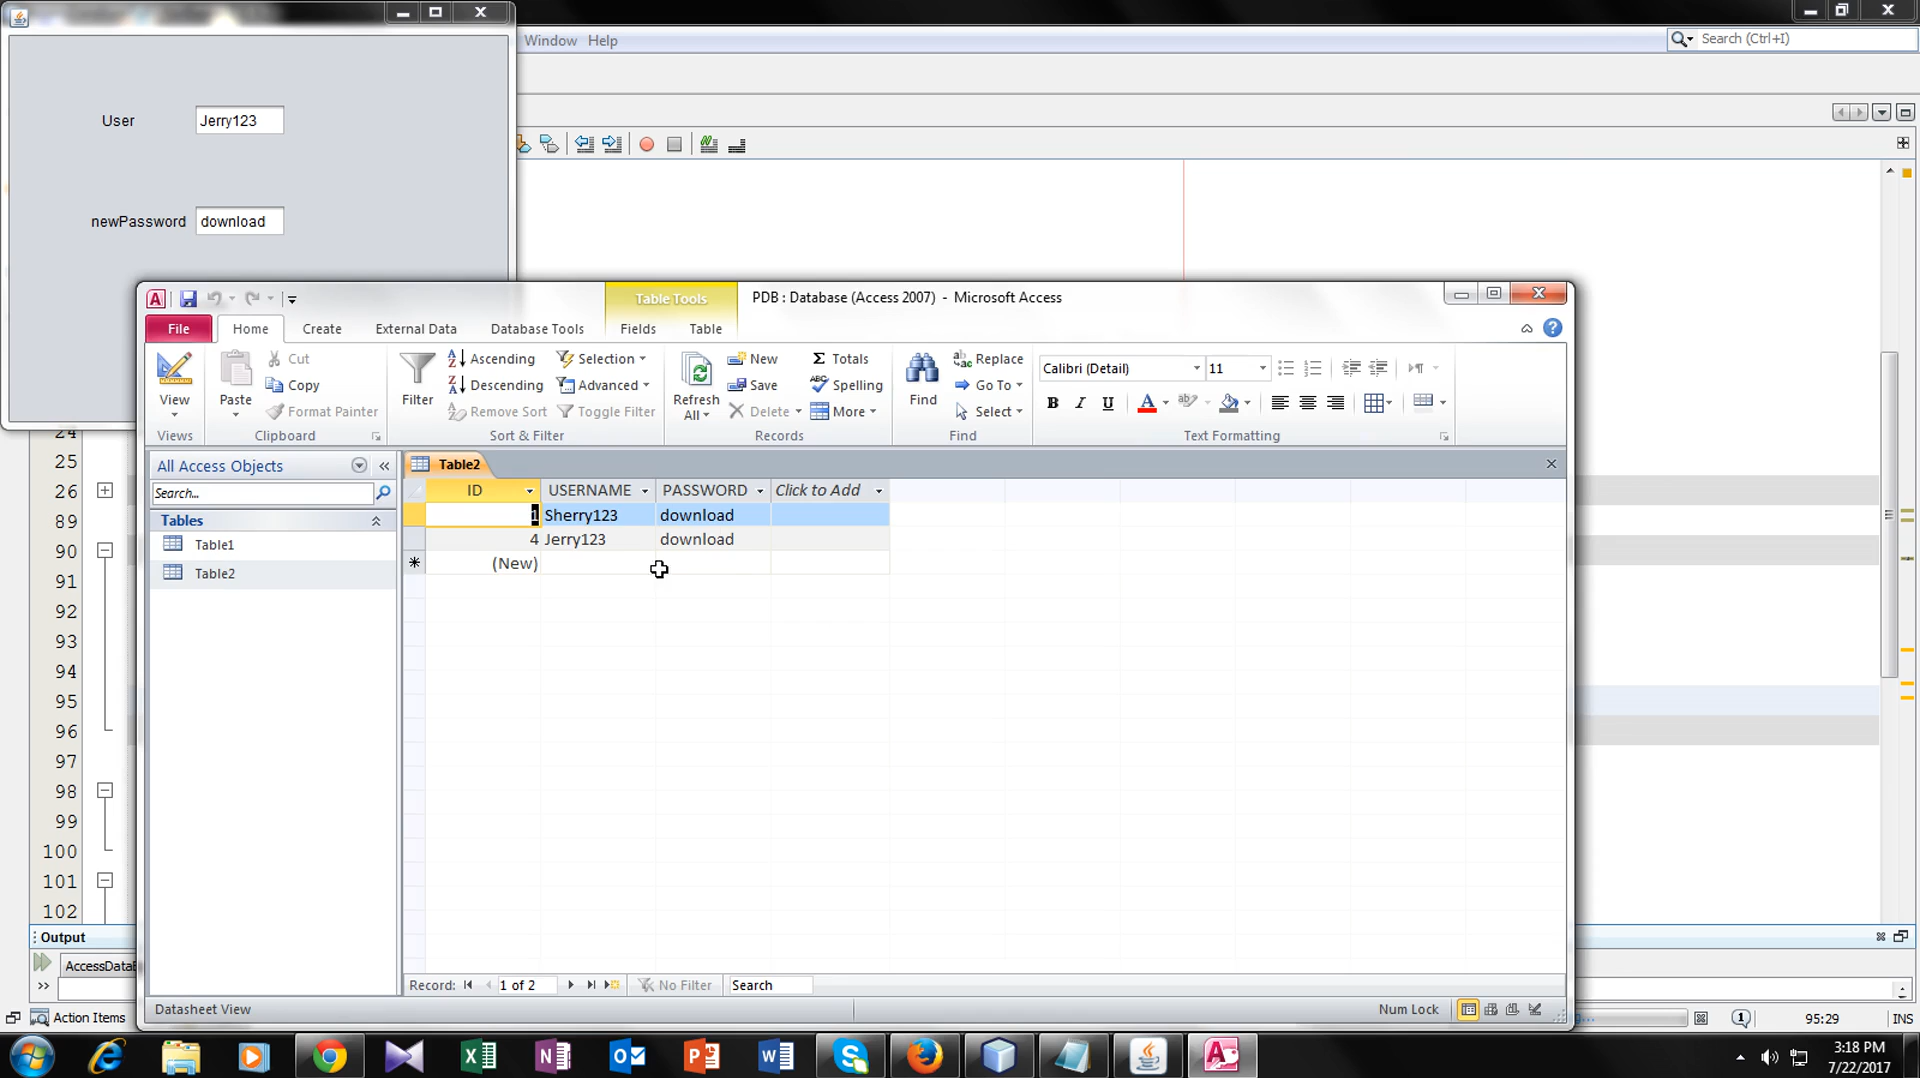 Window Help
Search (Ctrl+I)
User Jerry123
newPassword download
PDB : Database (Access 2007) - Microsoft Access
Table Tools
File Home Create External Data Database Tools Fields Table
View
Views
Paste
Cut
Copy
Format Painter
Clipboard
Filter
Ascending
Descending
Remove Sort
Selection
Advanced
Toggle Filter
Sort & Filter
Refresh
All
New
Save
Delete
Totals
Spelling
More
Records
Find
Replace
Go To
Select
Find
Calibri (Detail) 11
B I U A
Text Formatting
All Access Objects
Search...
Tables
Table1
Table2
Table2
ID USERNAME PASSWORD Click to Add
1 Sherry123 download
4 Jerry123 download
* (New)
Record: 1 of 2 No Filter Search
Datasheet View
Num Lock
24
25
26
89
90
91
92
93
94
95
96
97
98
99
100
101
102
Output
AccessDataB
Action Items
95:29 INS
3:18 PM
7/22/2017